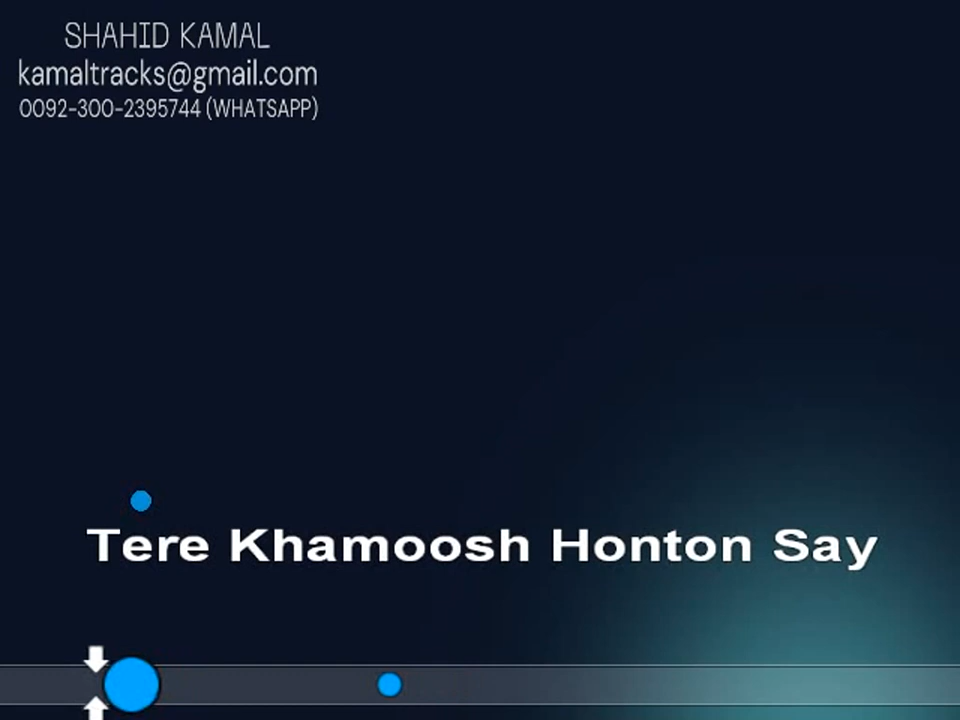 SHAHID KAMAL
kamaltracks@gmail.com
0092-300-2395744 (WHATSAPP)
Tere Khamoosh Honton Say